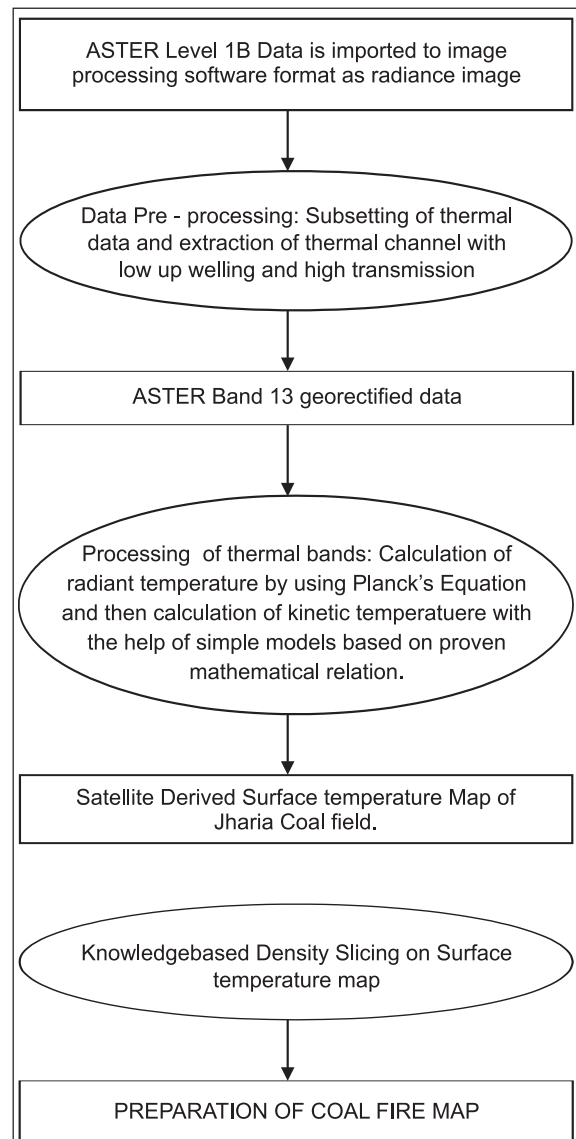 ASTER Level 1B Data is imported to image
processing software format as radiance image
Data Pre - processing: Subsetting of thermal
data and extraction of thermal channel with
low up welling and high transmission
ASTER Band 13 georectified data
Processing of thermal bands: Calculation of
radiant temperature by using Planck's Equation
and then calculation of kinetic temperatuere with
the help of simple models based on proven
mathematical relation.
Satellite Derived Surface temperature Map of
Jharia Coal field.
Knowledgebased Density Slicing on Surface
temperature map
PREPARATION OF COAL FIRE MAP